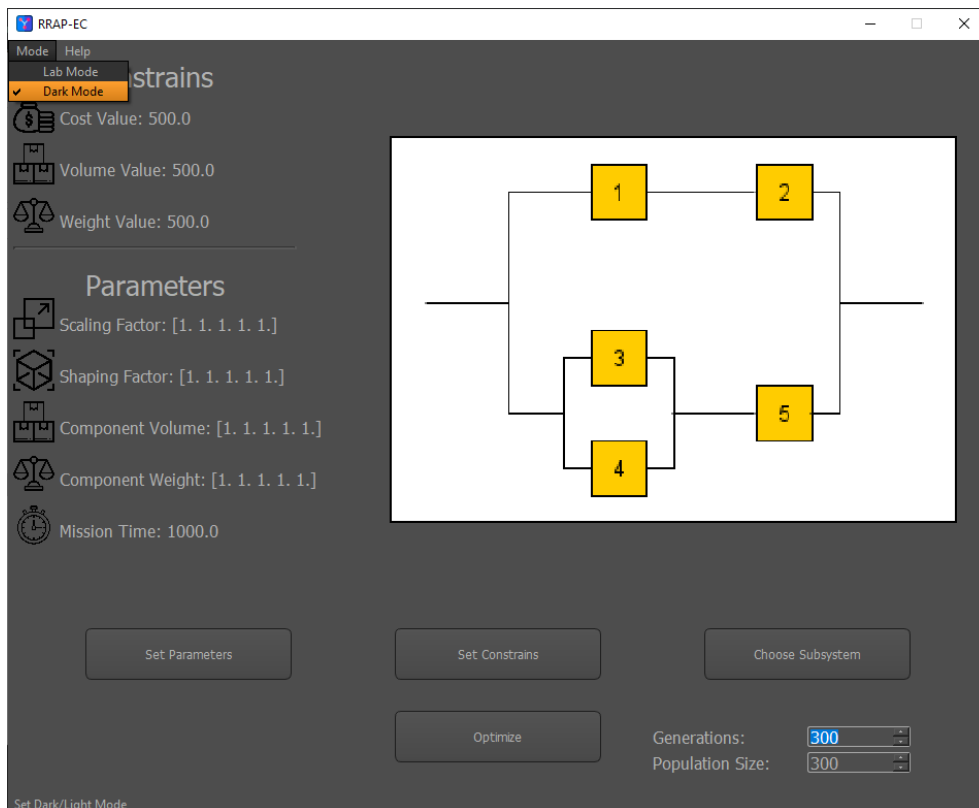 RRAP-EC
Mode Help
Lab Mode
Dark Mode
nstrains
Cost Value: 500.0
Volume Value: 500.0
Weight Value: 500.0
Parameters
Scaling Factor: [1. 1. 1. 1. 1.]
Shaping Factor: [1. 1. 1. 1. 1.]
Component Volume: [1. 1. 1. 1. 1.]
Component Weight: [1. 1. 1. 1. 1.]
Mission Time: 1000.0
1 2
3
4
5
Set Parameters Set Constrains Choose Subsystem
Optimize
Generations: 300
Population Size: 300
Set Dark/Light Mode